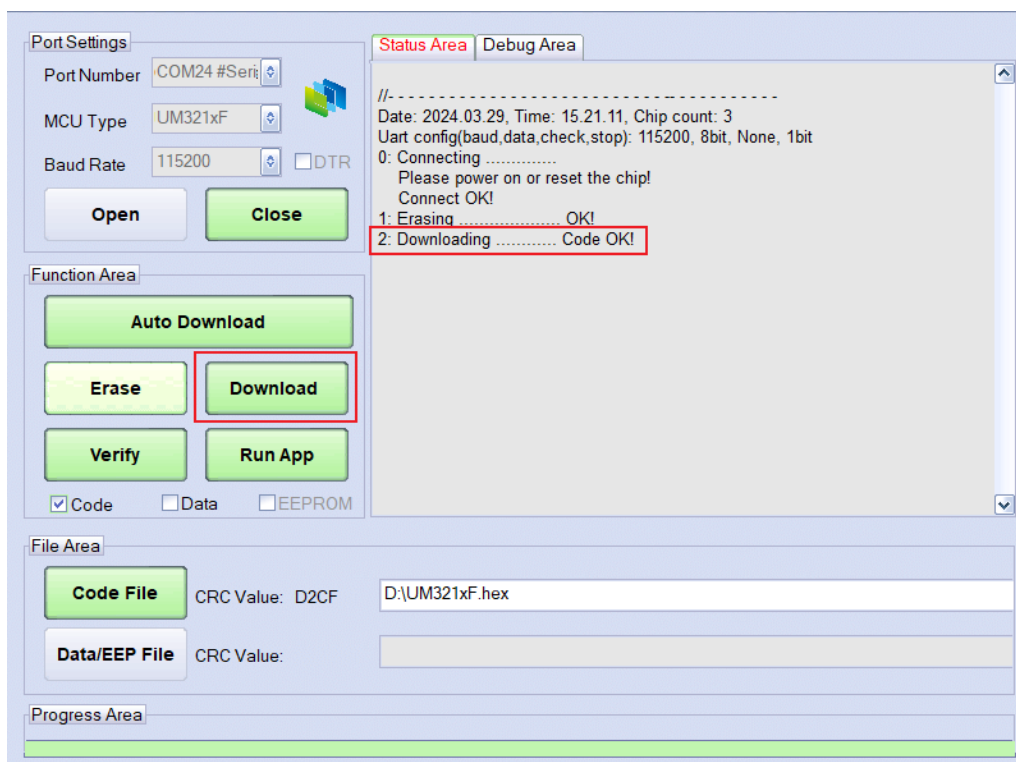 Port Settings
Port Number COM24 #Seri
MCU Type UM321xF
Baud Rate 115200 DTR
Open Close
Function Area
Auto Download
Erase Download
Verify Run App
Code Data EEPROM
Status Area Debug Area
//- - - - - - - - - - - - - - - - - - - - - - - - - - - - - - - - - - - - - -
Date: 2024.03.29, Time: 15.21.11, Chip count: 3
Uart config(baud,data,check,stop): 115200, 8bit, None, 1bit
0: Connecting ..............
Please power on or reset the chip!
Connect OK!
1: Erasing .................... OK!
2: Downloading ............ Code OK!
File Area
Code File CRC Value: D2CF D:\UM321xF.hex
Data/EEP File CRC Value:
Progress Area